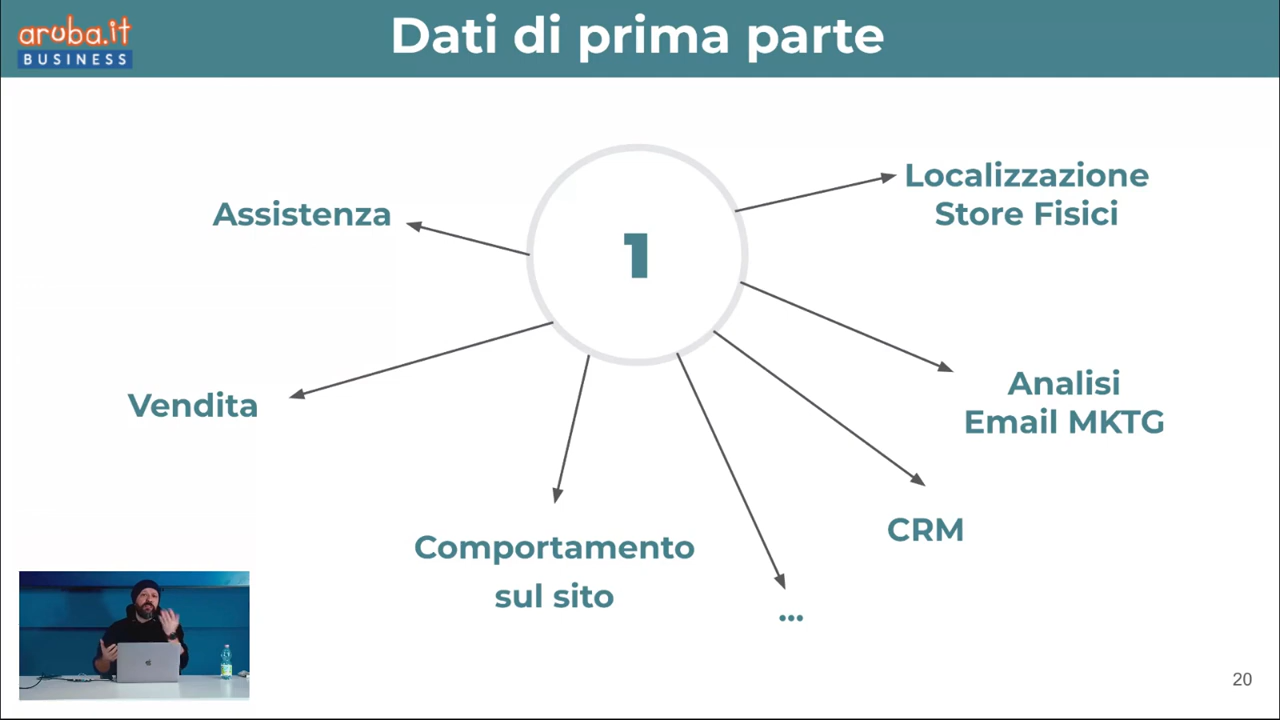 aruba.it
BUSINESS
Dati di prima parte
1
Assistenza
Localizzazione
Store Fisici
Vendita
Analisi
Email MKTG
CRM
Comportamento
sul sito
...
20